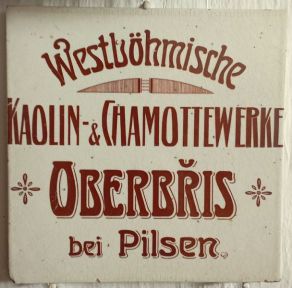 Westböhmische
KAOLIN-&CHAMOTTEWERKE
OBERBŘIS
bei Pilsen.